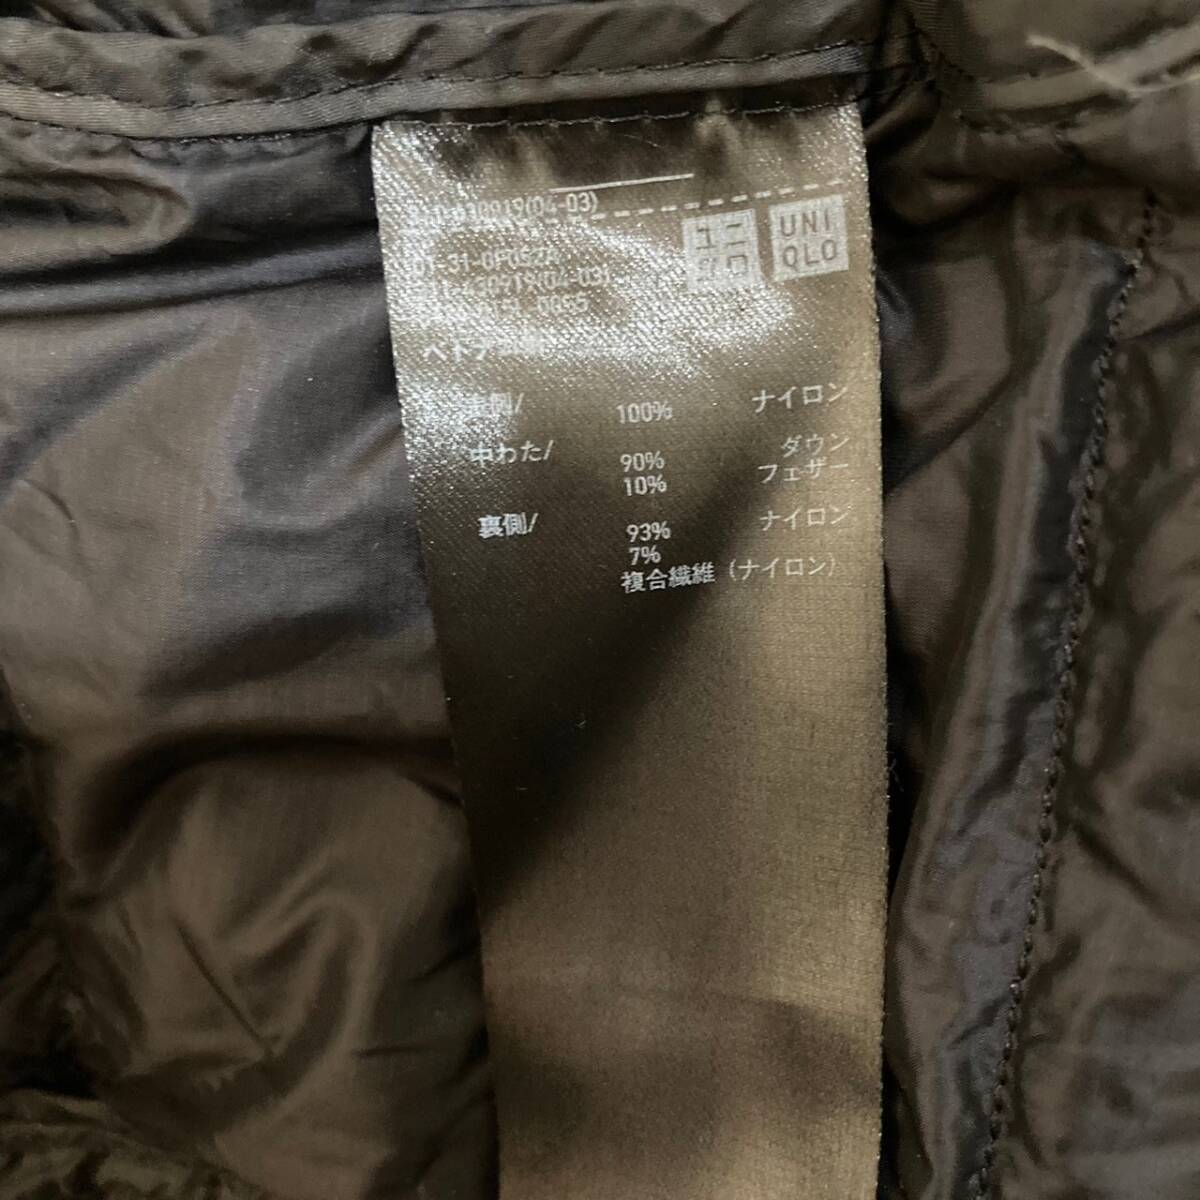 ユニ
クロ
UNI
QLO
表側/ 100% ナイロン
中わた/ 90% ダウン
10% フェザー
裏側/ 93% ナイロン
7%
複合繊維(ナイロン)